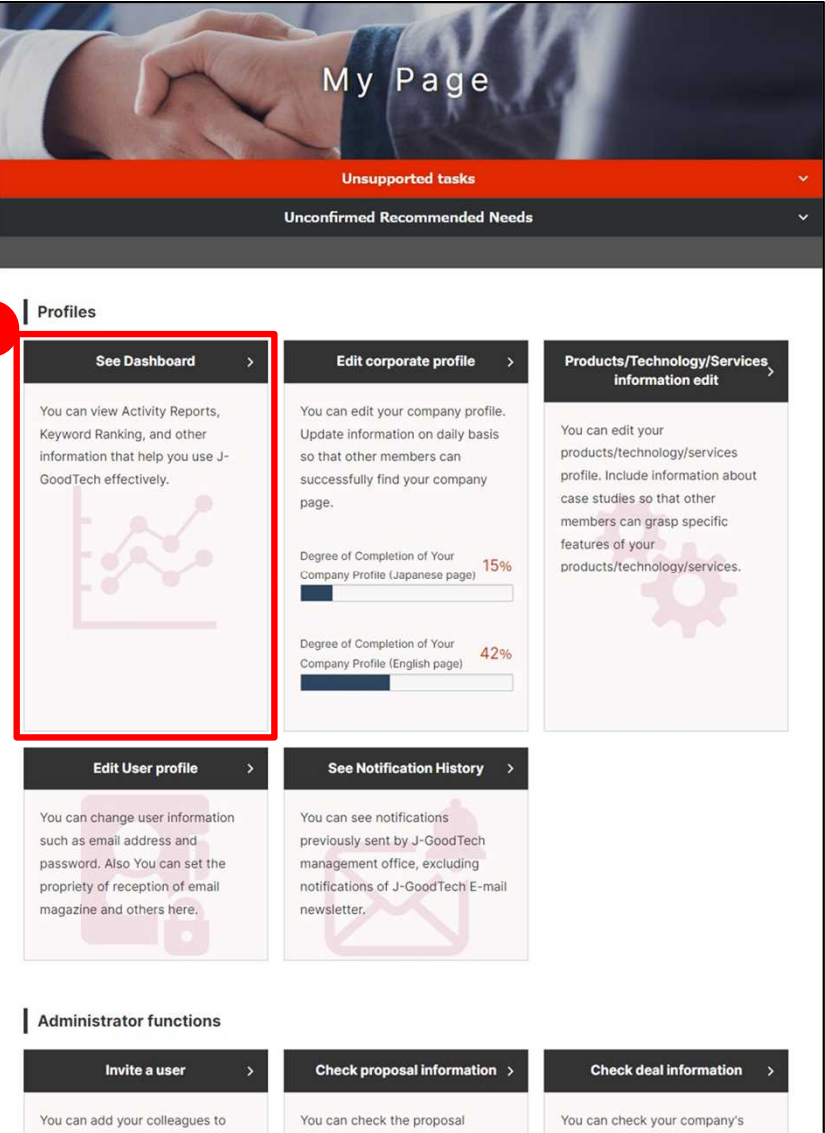 My Page
Unsupported tasks
Unconfirmed Recommended Needs
Profiles
See Dashboard
You can view Activity Reports,
Keyword Ranking, and other
information that help you use J-
GoodTech effectively.
Edit corporate profile
You can edit your company profile.
Update information on daily basis
so that other members can
successfully find your company
page.
Degree of Completion of Your
Company Profile (Japanese page)
15%
Degree of Completion of Your
Company Profile (English page)
42%
Products/Technology/Services
information edit
You can edit your
products/technology/services
profile. Include information about
case studies so that other
members can grasp specific
features of your
products/technology/services.
Edit User profile
You can change user information
such as email address and
password. Also You can set the
propriety of reception of email
magazine and others here.
See Notification History
You can see notifications
previously sent by J-GoodTech
management office, excluding
notifications of J-GoodTech E-mail
newsletter.
Administrator functions
Invite a user
You can add your colleagues to
Check proposal information
You can check the proposal
Check deal information
You can check your company's